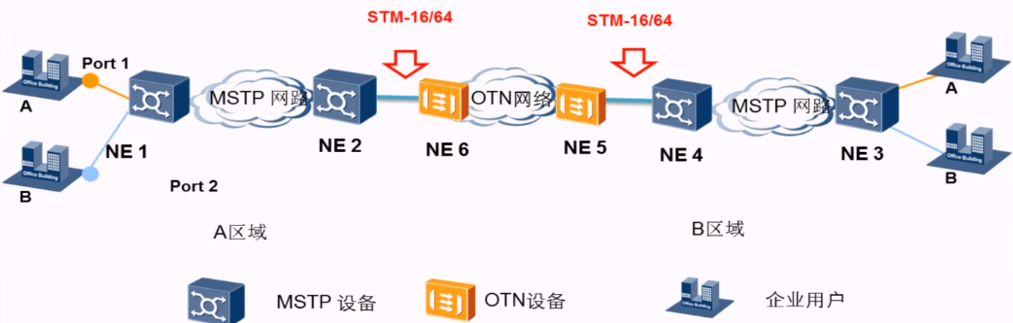 STM-16/64
STM-16/64
Port 1
Office Building
A
MSTP 网路
OTN网络
MSTP 网路
Office Building
A
NE 1
NE 2
NE 6
NE 5
NE 4
NE 3
Office Building
B
Port 2
Office Building
B
A区域
B区域
MSTP 设备
OTN设备
Office Building
企业用户